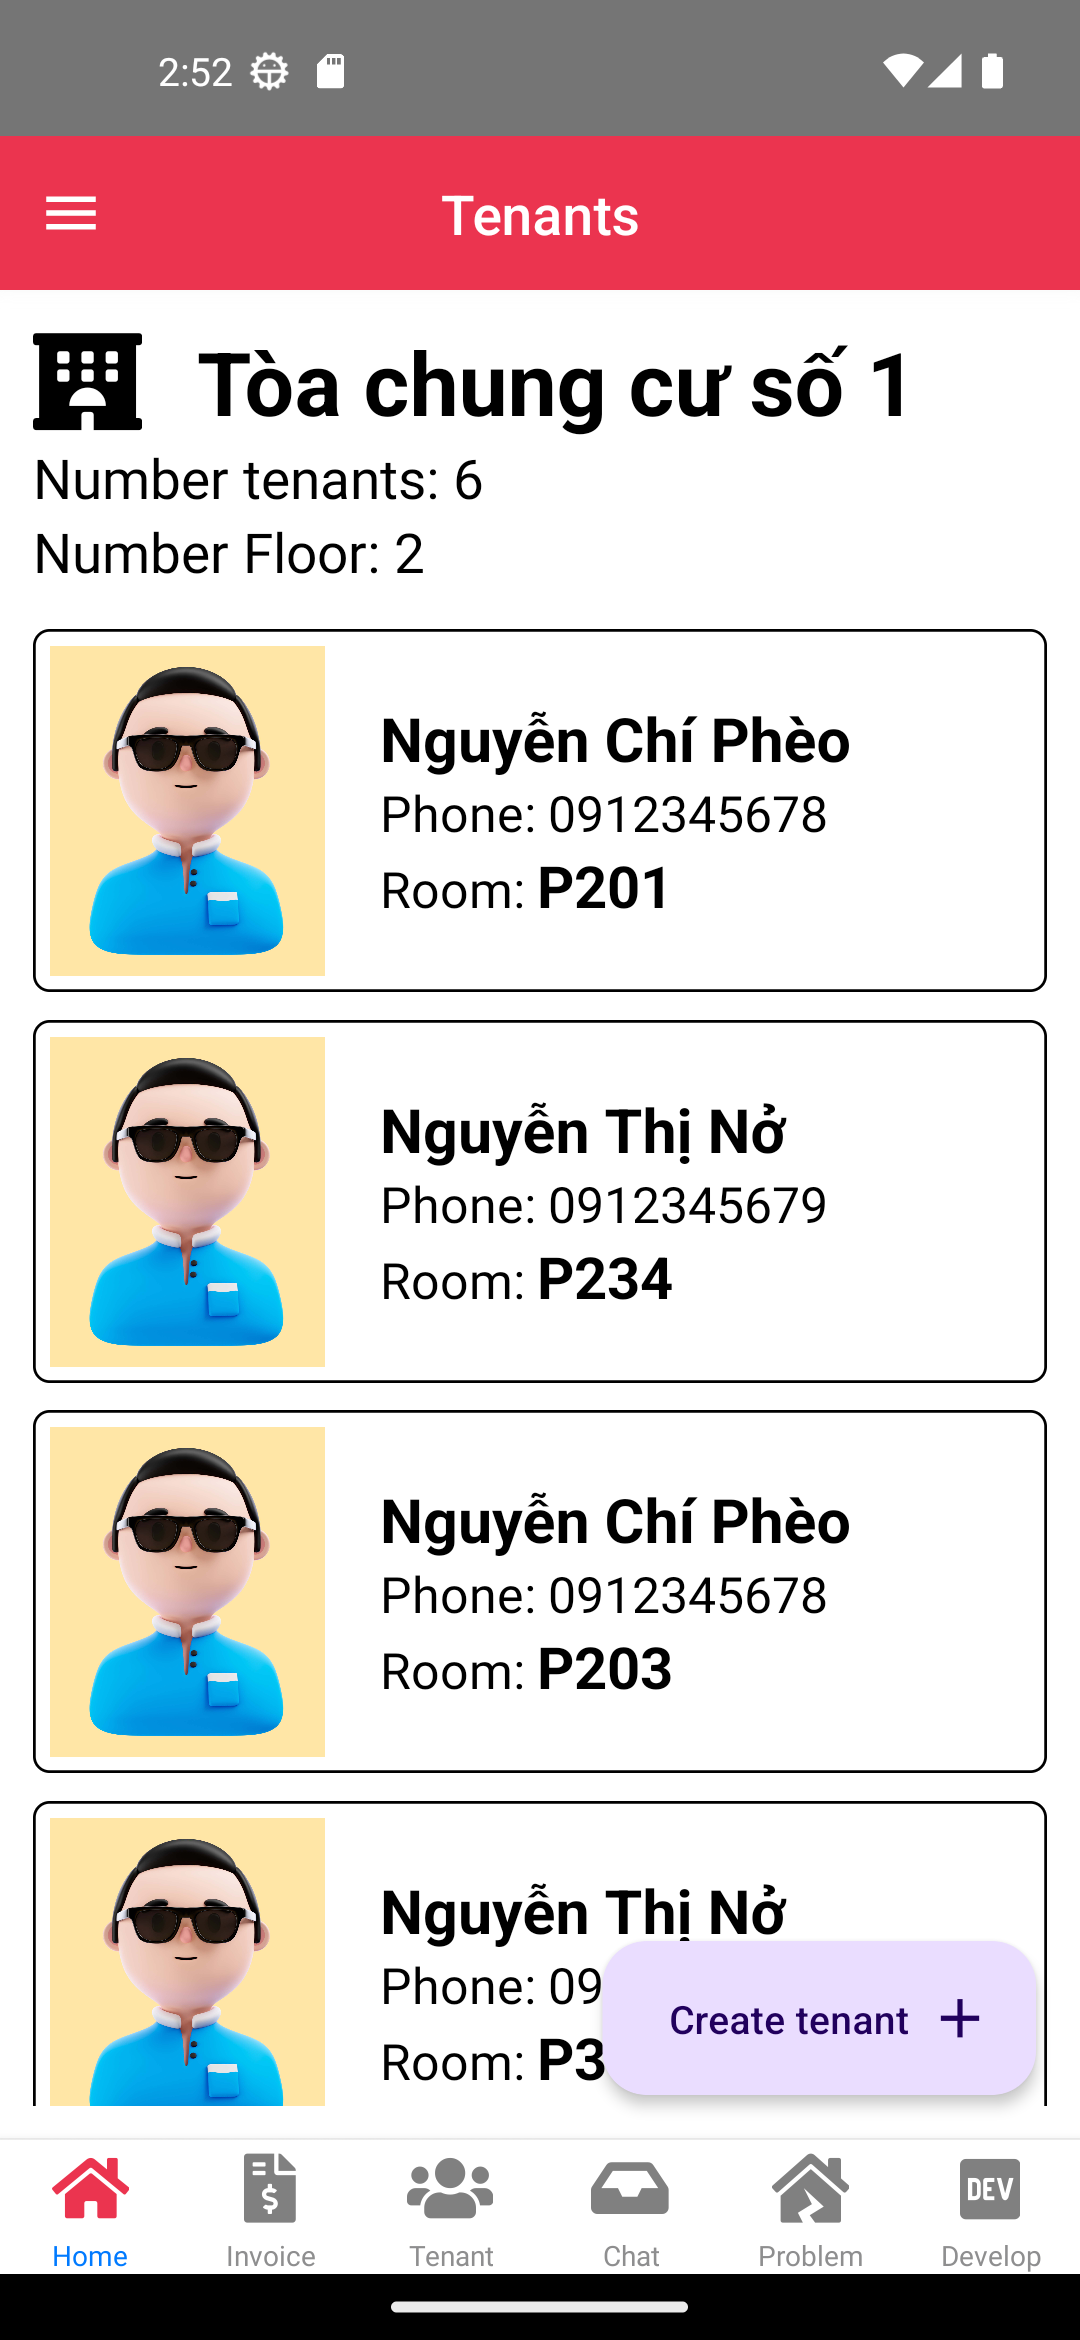 2:52
Tenants
Tòa chung cư số 1
Number tenants: 6
Number Floor: 2
Nguyễn Chí Phèo
Phone: 0912345678
Room: P201
Nguyễn Thị Nở
Phone: 0912345679
Room: P234
Nguyễn Chí Phèo
Phone: 0912345678
Room: P203
Nguyễn Thị Nở
Phone: 09
Room: P3
Create tenant
Home Invoice Tenant Chat Problem DEV Develop